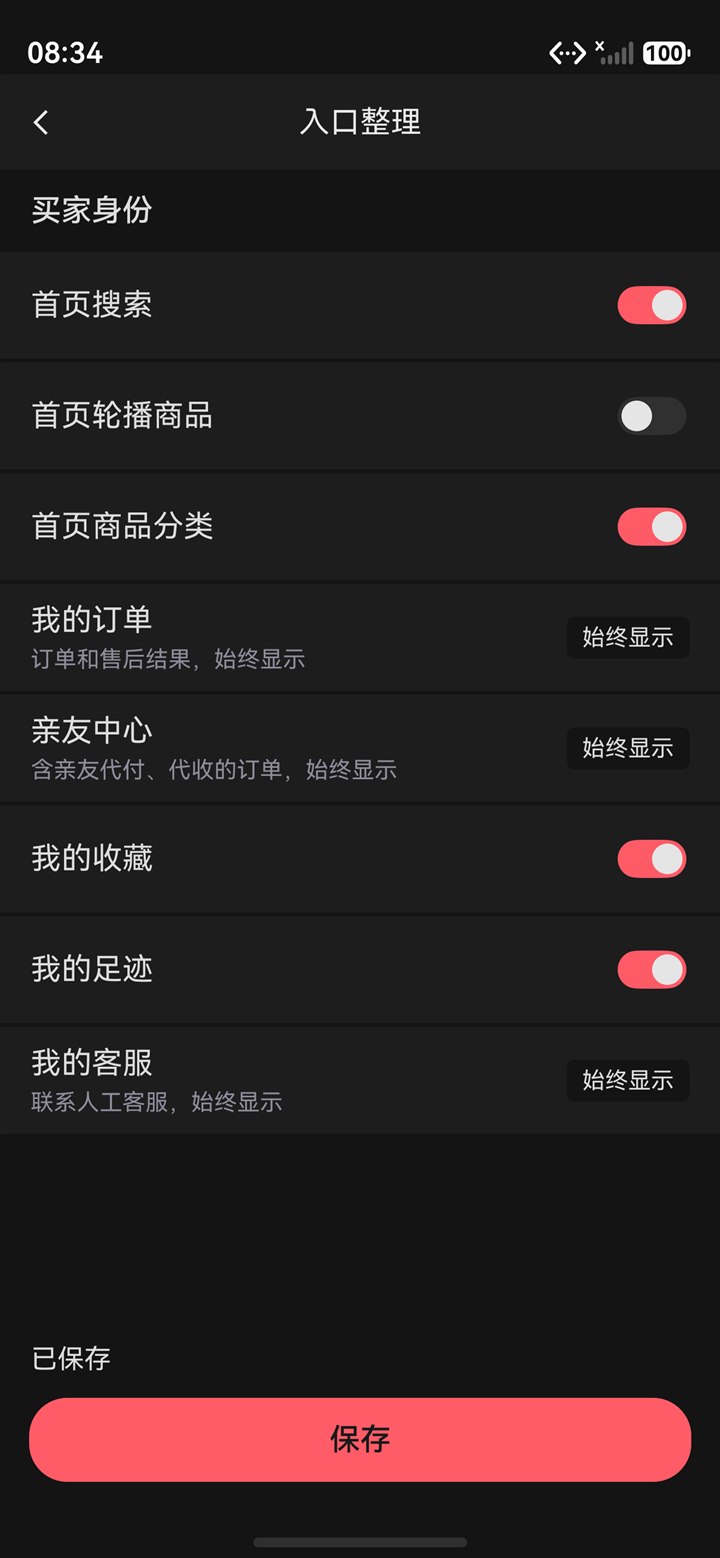 08:34
100
入口整理
买家身份
首页搜索
首页轮播商品
首页商品分类
我的订单
订单和售后结果，始终显示
始终显示
亲友中心
含亲友代付、代收的订单，始终显示
始终显示
我的收藏
我的足迹
我的客服
联系人工客服，始终显示
始终显示
已保存
保存